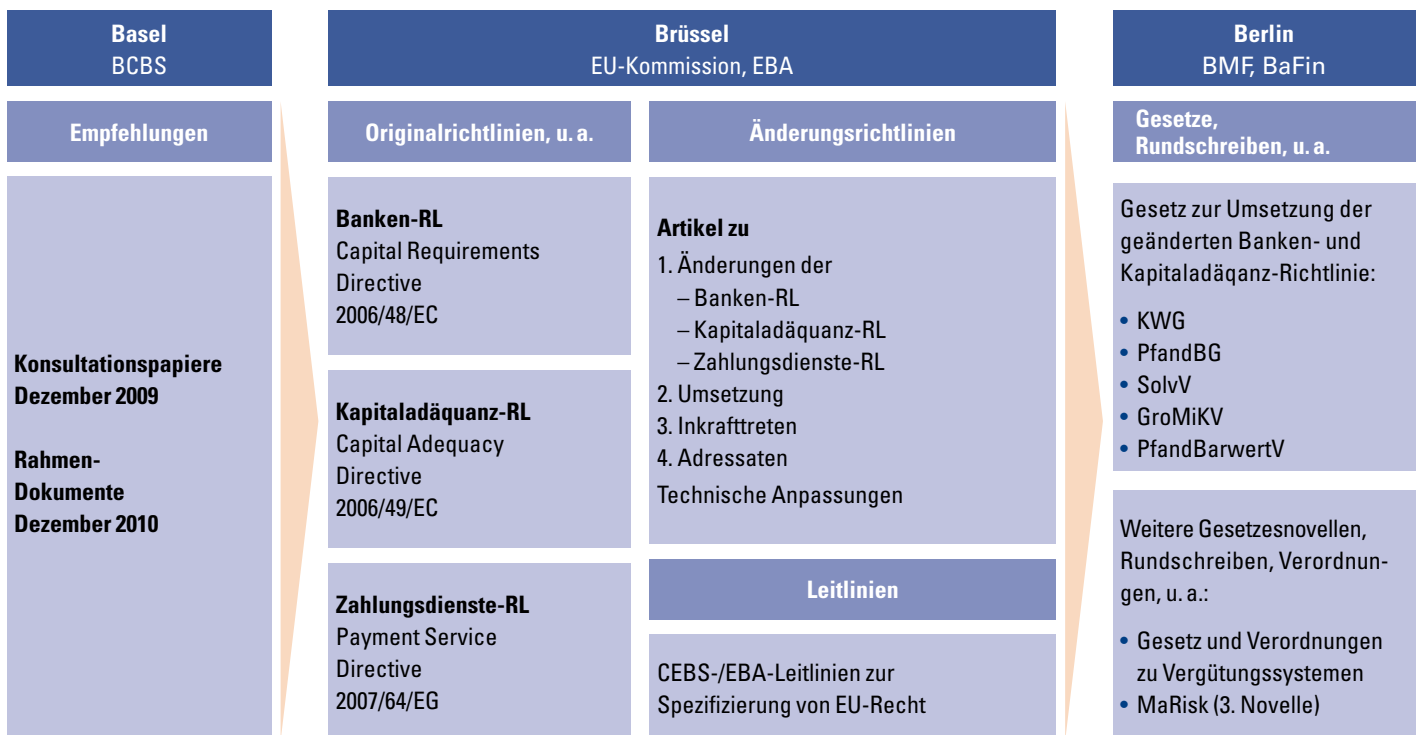 Basel
BCBS
Empfehlungen
Konsultationspapiere
Dezember 2009
Rahmen-
Dokumente
Dezember 2010
Brüssel
EU-Kommission, EBA
Originalrichtlinien, u. a.
Banken-RL
Capital Requirements
Directive
2006/48/EC
Kapitaladäquanz-RL
Capital Adequacy
Directive
2006/49/EC
Zahlungsdienste-RL
Payment Service
Directive
2007/64/EG
Änderungsrichtlinien
Artikel zu
1. Änderungen der
– Banken-RL
– Kapitaladäquanz-RL
– Zahlungsdienste-RL
2. Umsetzung
3. Inkrafttreten
4. Adressaten
Technische Anpassungen
Leitlinien
CEBS-/EBA-Leitlinien zur
Spezifizierung von EU-Recht
Berlin
BMF, BaFin
Gesetze,
Rundschreiben, u. a.
Gesetz zur Umsetzung der
geänderten Banken- und
Kapitaladäqanz-Richtlinie:
• KWG
• PfandBG
• SolvV
• GroMiKV
• PfandBarwertV
Weitere Gesetzesnovellen,
Rundschreiben, Verordnun-
gen, u. a.:
• Gesetz und Verordnungen
zu Vergütungssystemen
• MaRisk (3. Novelle)